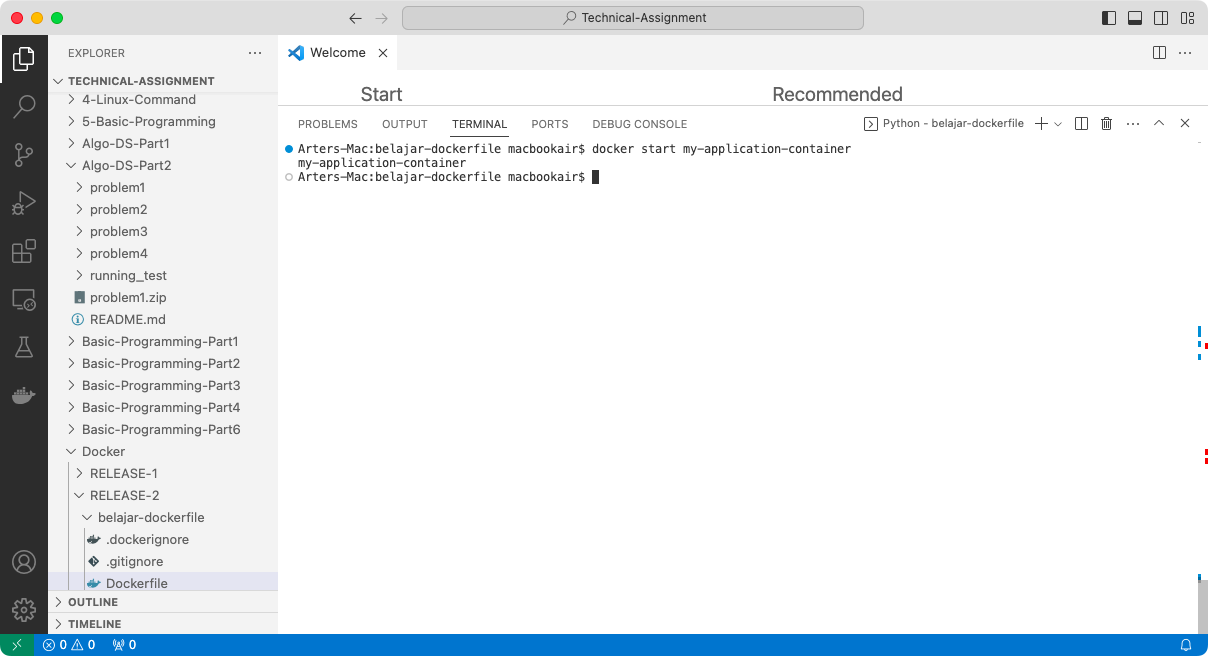 Technical-Assignment
EXPLORER
Welcome
TECHNICAL-ASSIGNMENT
4-Linux-Command
5-Basic-Programming
Algo-DS-Part1
Algo-DS-Part2
problem1
problem2
problem3
problem4
running_test
problem1.zip
README.md
Basic-Programming-Part1
Basic-Programming-Part2
Basic-Programming-Part3
Basic-Programming-Part4
Basic-Programming-Part6
Docker
RELEASE-1
RELEASE-2
belajar-dockerfile
.dockerignore
.gitignore
Dockerfile
OUTLINE
TIMELINE
Start
Recommended
PROBLEMS OUTPUT TERMINAL PORTS DEBUG CONSOLE
Python - belajar-dockerfile
Arters-Mac:belajar-dockerfile macbookair$ docker start my-application-container
my-application-container
Arters-Mac:belajar-dockerfile macbookair$
0 0 0